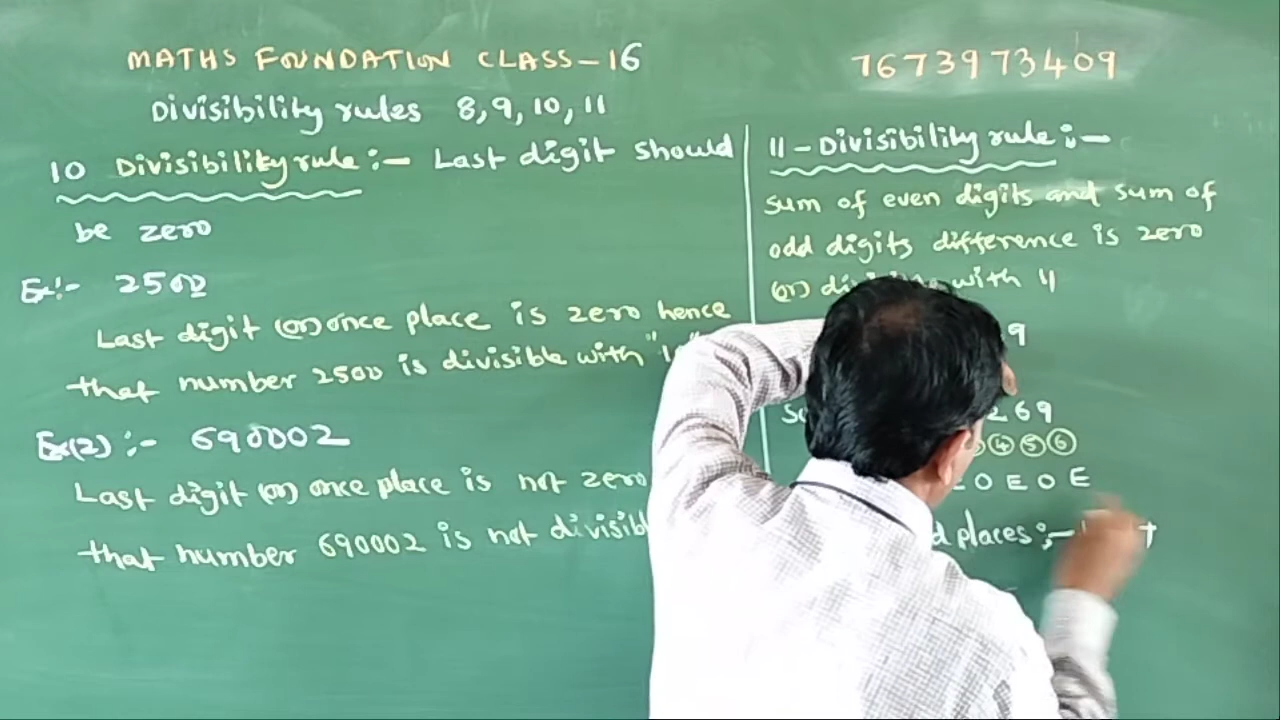 MATHS FOUNDATION CLASS-16
7673973409
Divisibility rules 8,9,10,11
10 Divisibility rule :- Last digit should
be zero
Ex:- 2500
Last digit (or) once place is zero hence
that number 2500 is divisible with
Ex(2) :- 690002
Last digit (or) once place is not zero
that number 690002 is not
11 - Divisibility rule :-
sum of even digits and sum of
odd digits difference is zero
(or) with 11
9
269
④ ⑤ ⑥
O E O E
places :-
+